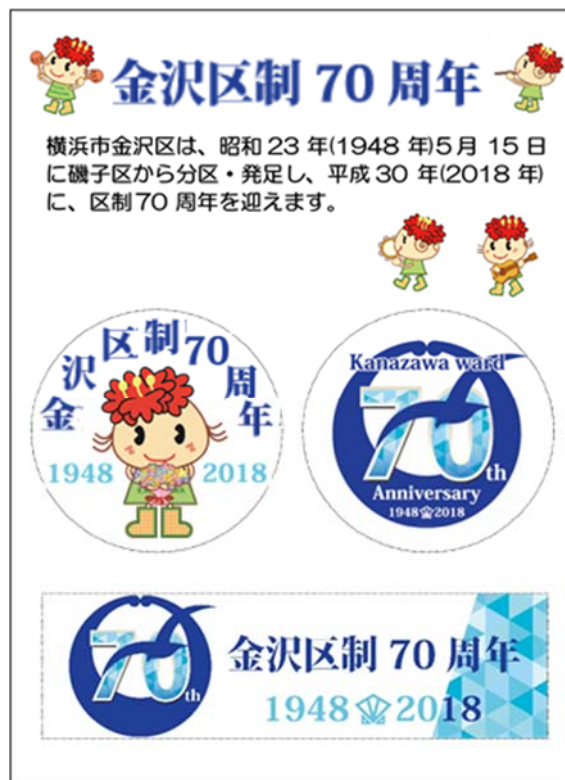 金沢区制 70 周年
横浜市金沢区は、昭和 23 年(1948 年)5月 15 日
に磯子区から分区・発足し、平成30 年(2018 年)
に、区制70 周年を迎えます。
金沢区制70周年
1948 2018
Kanazawa ward
70th
Anniversary
1948 2018
70th
金沢区制 70 周年
1948 2018